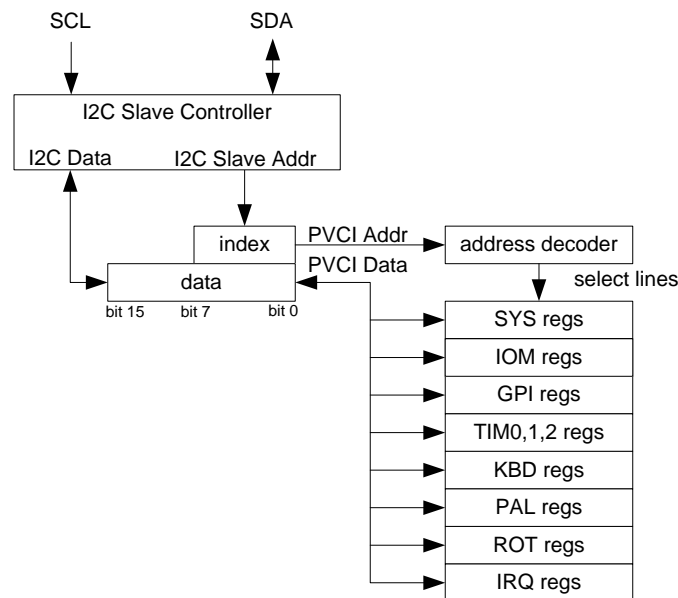 SCL SDA
I2C Slave Controller
I2C Data I2C Slave Addr
index PVCI Addr address decoder
PVCI Data
data select lines
bit 15 bit 7 bit 0
SYS regs
IOM regs
GPI regs
TIM0,1,2 regs
KBD regs
PAL regs
ROT regs
IRQ regs